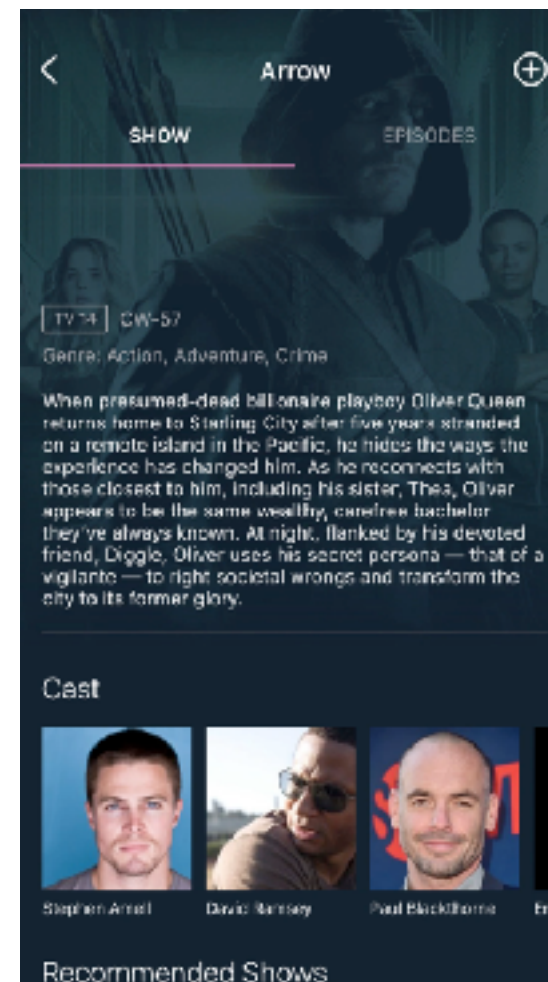 Arrow
SHOW
EPISODES
TV 14 CW-57
Genre: Action, Adventure, Crime
When presumed-dead billionaire playboy Oliver Queen
returns home to Starling City after five years stranded
on a remote island in the Pacific, he hides the ways the
experience has changed him. As he reconnects with
those closest to him, including his sister, Thea, Oliver
appears to be the same wealthy, carefree bachelor
they've always known. At night, flanked by his devoted
friend, Diggle, Oliver uses his secret persona — that of a
vigilante — to right societal wrongs and transform the
city to its former glory.
Cast
Stephen Amell
David Ramsey
Paul Blackthorne
Recommended Shows